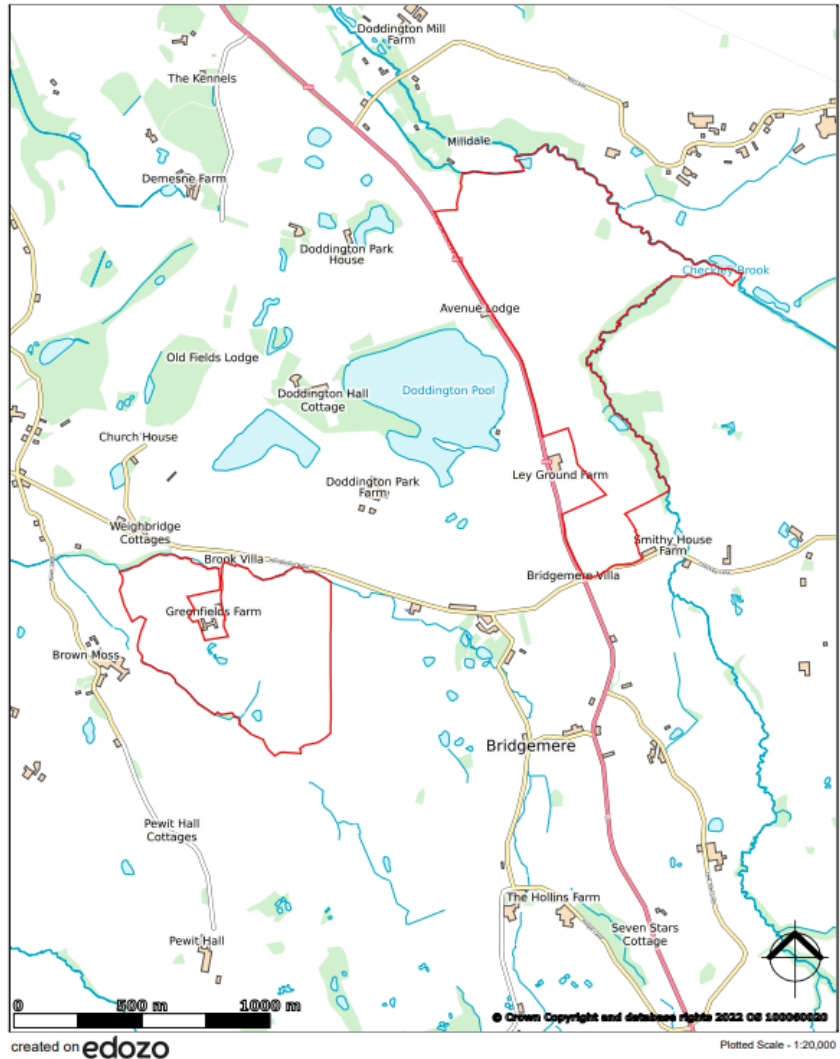 Doddington Mill
Farm
The Kennels
Milldale
Demesne Farm
Doddington Park
House
Checkley Brook
Avenue Lodge
Old Fields Lodge
Doddington Hall
Cottage
Doddington Pool
Church House
Ley Ground Farm
Doddington Park
Farm
Weighbridge
Cottages
Smithy House
Farm
Brook Villa
Bridgemere Villa
Greenfields Farm
Brown Moss
Bridgemere
Pewit Hall
Cottages
The Hollins Farm
Seven Stars
Cottage
Pewit Hall
0 500 m 1000 m
© Crown Copyright and database rights 2022 OS 100060020
created on edozo
Plotted Scale - 1:20,000